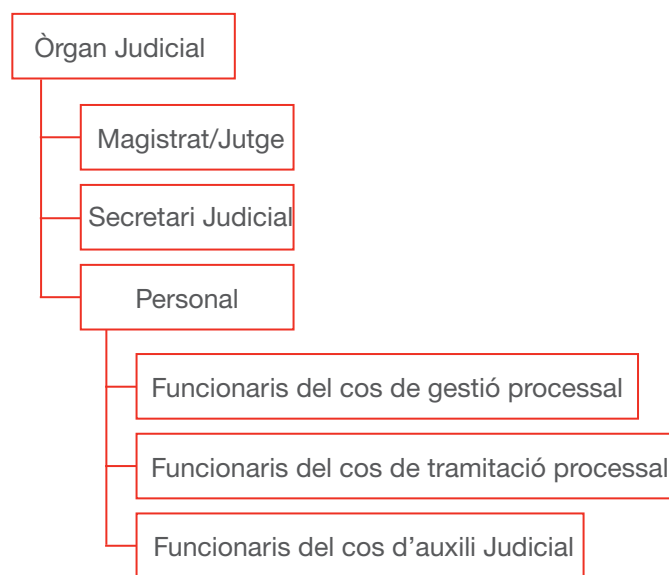 Òrgan Judicial
Magistrat/Jutge
Secretari Judicial
Personal
Funcionaris del cos de gestió processal
Funcionaris del cos de tramitació processal
Funcionaris del cos d’auxili Judicial